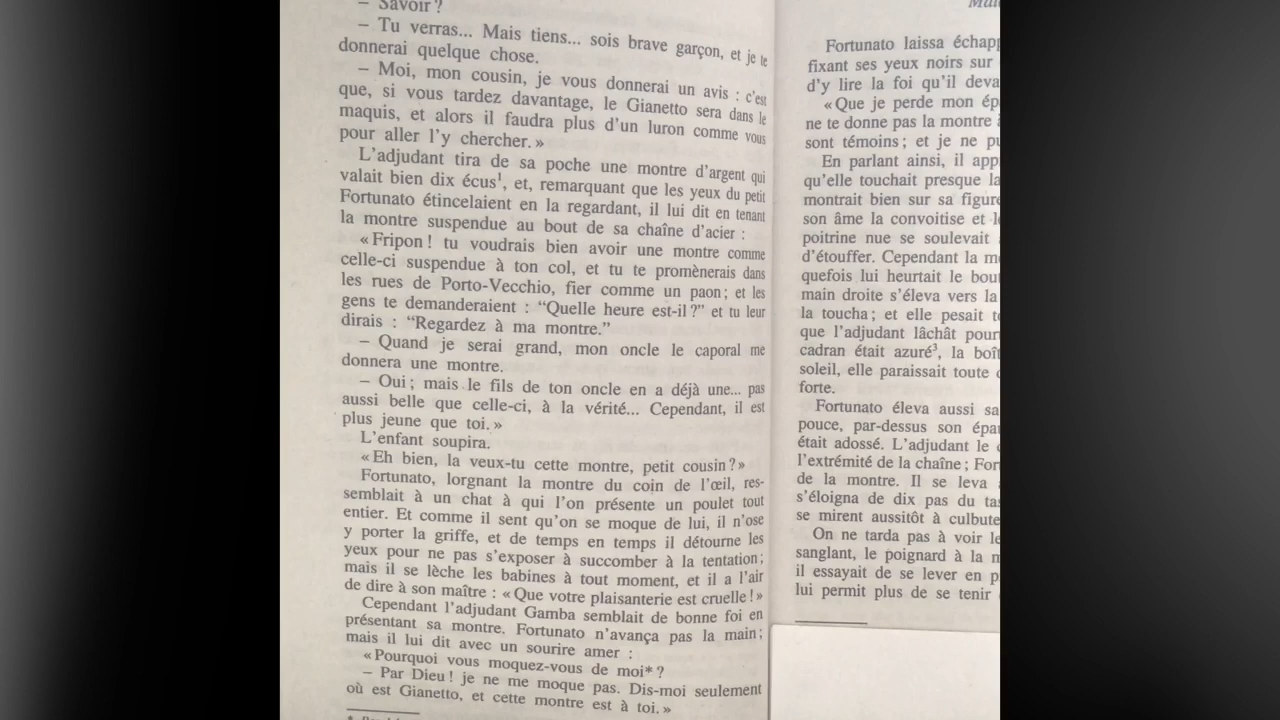 – Savoir ?
– Tu verras... Mais tiens... sois brave garçon, et je te
donnerai quelque chose.
– Moi, mon cousin, je vous donnerai un avis : c'est
que, si vous tardez davantage, le Gianetto sera dans le
maquis, et alors il faudra plus d'un luron comme vous
pour aller l'y chercher. »
L'adjudant tira de sa poche une montre d'argent qui
valait bien dix écus¹, et, remarquant que les yeux du petit
Fortunato étincelaient en la regardant, il lui dit en tenant
la montre suspendue au bout de sa chaîne d'acier :
« Fripon ! tu voudrais bien avoir une montre comme
celle-ci suspendue à ton col, et tu te promènerais dans
les rues de Porto-Vecchio, fier comme un paon ; et les
gens te demanderaient : “Quelle heure est-il ?” et tu leur
dirais : “Regardez à ma montre.”
– Quand je serai grand, mon oncle le caporal me
donnera une montre.
– Oui ; mais le fils de ton oncle en a déjà une... pas
aussi belle que celle-ci, à la vérité... Cependant, il est
plus jeune que toi. »
L'enfant soupira.
« Eh bien, la veux-tu cette montre, petit cousin ? »
Fortunato, lorgnant la montre du coin de l'œil, res-
semblait à un chat à qui l'on présente un poulet tout
entier. Et comme il sent qu'on se moque de lui, il n'ose
y porter la griffe, et de temps en temps il détourne les
yeux pour ne pas s'exposer à succomber à la tentation ;
mais il se lèche les babines à tout moment, et il a l'air
de dire à son maître : « Que votre plaisanterie est cruelle ! »
Cependant l'adjudant Gamba semblait de bonne foi en
présentant sa montre. Fortunato n'avança pas la main ;
mais il lui dit avec un sourire amer :
« Pourquoi vous moquez-vous de moi* ?
– Par Dieu ! je ne me moque pas. Dis-moi seulement
où est Gianetto, et cette montre est à toi. »
Fortunato laissa échapp
fixant ses yeux noirs sur
d'y lire la foi qu'il deva
« Que je perde mon ép
ne te donne pas la montre à
sont témoins ; et je ne pu
En parlant ainsi, il app
qu'elle touchait presque la
montrait bien sur sa figure
son âme la convoitise et l
poitrine nue se soulevait
d'étouffer. Cependant la m
quefois lui heurtait le bou
main droite s'éleva vers la
la toucha ; et elle pesait t
que l'adjudant lâchât pour
cadran était azuré³, la boît
soleil, elle paraissait toute
forte.
Fortunato éleva aussi sa
pouce, par-dessus son épa
était adossé. L'adjudant le
l'extrémité de la chaîne ; For
de la montre. Il se leva
s'éloigna de dix pas du ta
se mirent aussitôt à culbute
On ne tarda pas à voir le
sanglant, le poignard à la m
il essayait de se lever en p
lui permit plus de se tenir